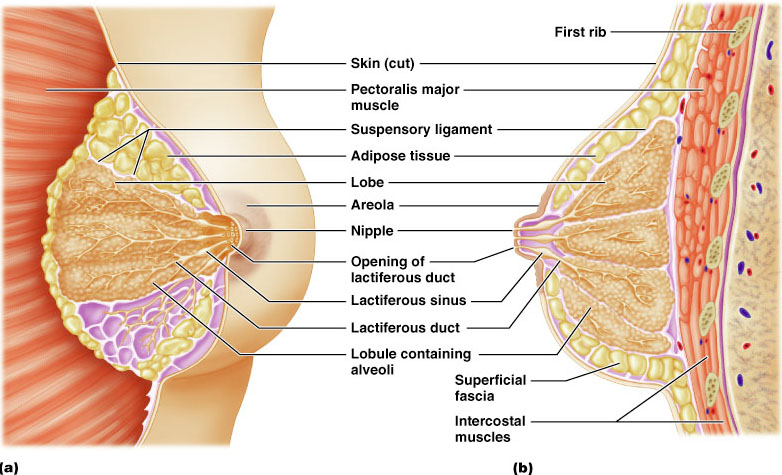 First rib
Skin (cut)
Pectoralis major
muscle
Suspensory ligament
Adipose tissue
Lobe
Areola
Nipple
Opening of
lactiferous duct
Lactiferous sinus
Lactiferous duct
Lobule containing
alveoli
Superficial
fascia
Intercostal
muscles
(a)
(b)